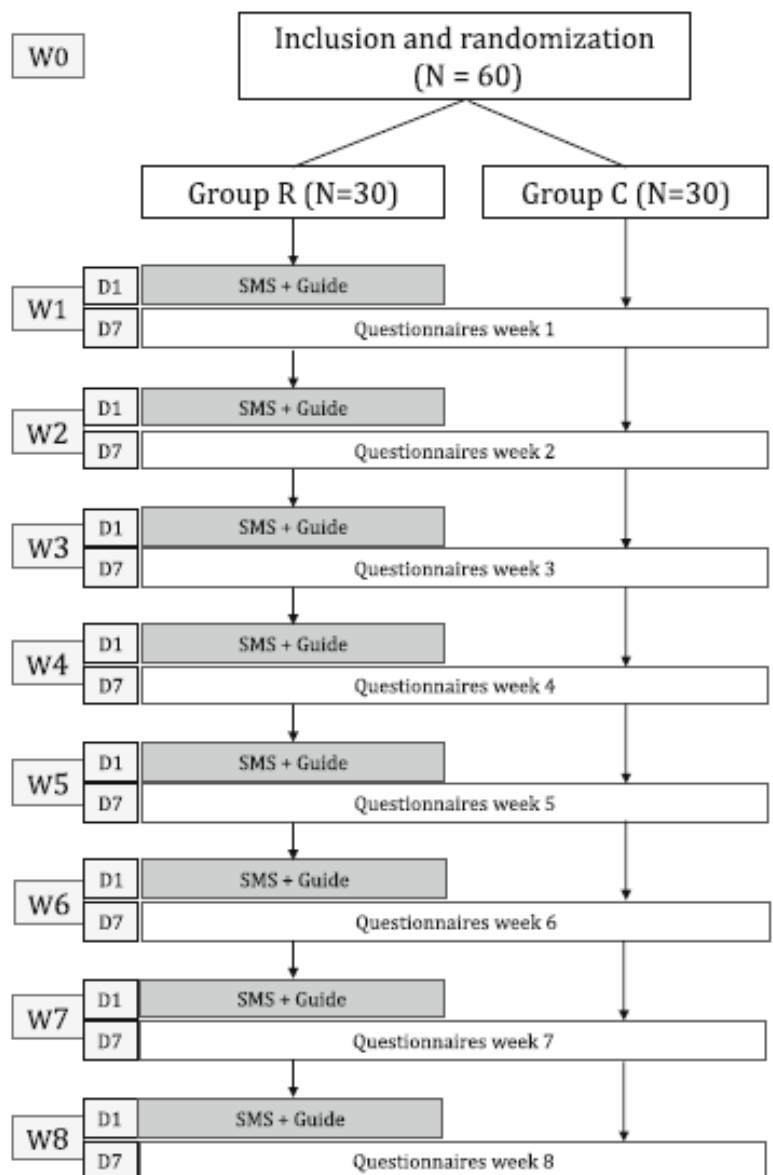 W0
Inclusion and randomization
(N = 60)
Group R (N=30)
Group C (N=30)
W1
D1
SMS + Guide
D7
Questionnaires week 1
W2
D1
SMS + Guide
D7
Questionnaires week 2
W3
D1
SMS + Guide
D7
Questionnaires week 3
W4
D1
SMS + Guide
D7
Questionnaires week 4
W5
D1
SMS + Guide
D7
Questionnaires week 5
W6
D1
SMS + Guide
D7
Questionnaires week 6
W7
D1
SMS + Guide
D7
Questionnaires week 7
W8
D1
SMS + Guide
D7
Questionnaires week 8